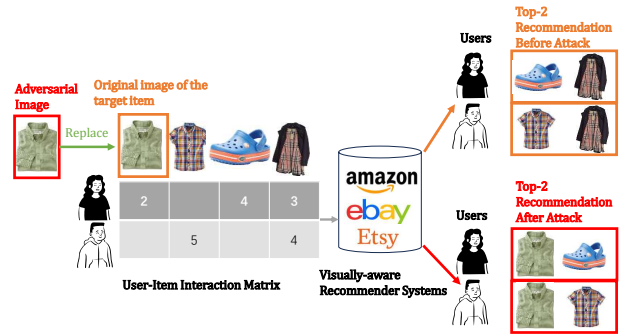 Top-2
Recommendation
Before Attack
Users
Adversarial
Image
Original image of the
target item
Replace
2
4
3
5
4
amazon
ebay
Etsy
User-Item Interaction Matrix
Visually-aware
Recommender Systems
Users
Top-2
Recommendation
After Attack